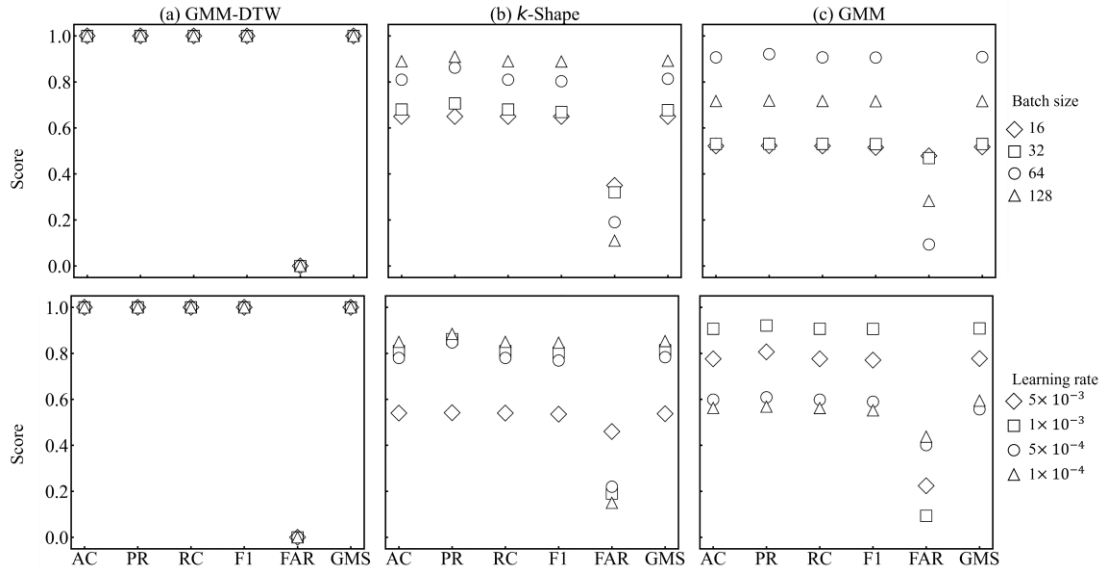 (a) GMM-DTW
(b) k-Shape
(c) GMM
Score
1.0
0.8
0.6
0.4
0.2
0.0
Batch size
16
32
64
128
Score
1.0
0.8
0.6
0.4
0.2
0.0
Learning rate
5× 10⁻³
1× 10⁻³
5× 10⁻⁴
1× 10⁻⁴
AC PR RC F1 FAR GMS
AC PR RC F1 FAR GMS
AC PR RC F1 FAR GMS